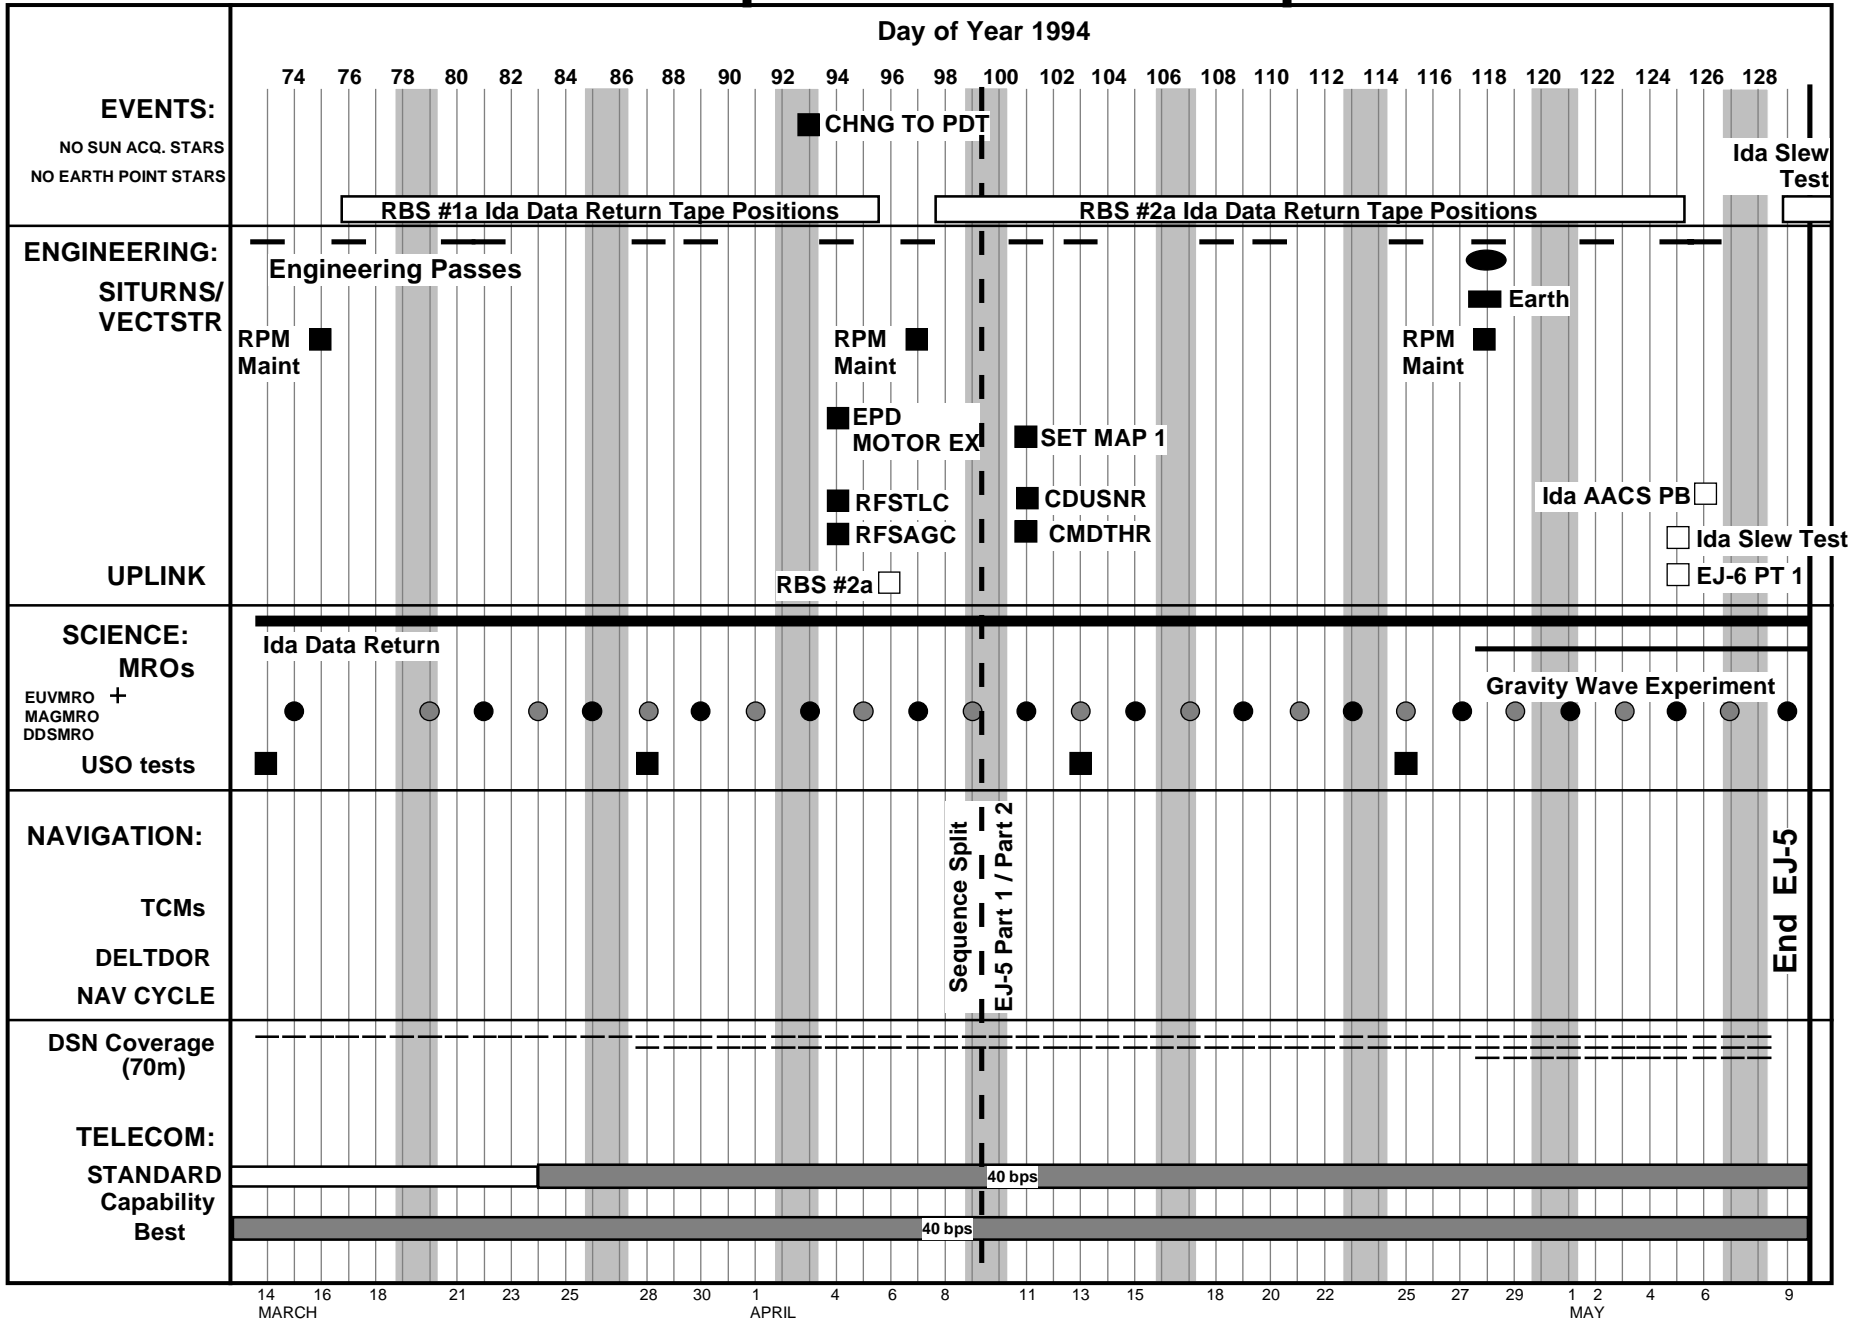 Day of Year 1994
74 76 78 80 82 84 86 88 90 92 94 96 98 100 102 104 106 108 110 112 114 116 118 120 122 124 126 128
EVENTS:
CHNG TO PDT
NO SUN ACQ. STARS
NO EARTH POINT STARS
Ida Slew
Test
RBS #1a Ida Data Return Tape Positions
RBS #2a Ida Data Return Tape Positions
ENGINEERING:
Engineering Passes
SITURNS/
VECTSTR
Earth
RPM
Maint
RPM
Maint
RPM
Maint
EPD
MOTOR EX
SET MAP 1
RFSTLC
CDUSNR
Ida AACS PB
RFSAGC
CMDTHR
Ida Slew Test
UPLINK
RBS #2a
EJ-6 PT 1
SCIENCE:
Ida Data Return
MROs
Gravity Wave Experiment
EUVMRO +
MAGMRO
DDSMRO
USO tests
NAVIGATION:
Sequence Split
EJ-5 Part 1 / Part 2
End EJ-5
TCMs
DELTDOR
NAV CYCLE
DSN Coverage
(70m)
TELECOM:
STANDARD
40 bps
Capability
Best
40 bps
14 16 18 21 23 25 28 30 1 4 6 8 11 13 15 18 20 22 25 27 29 1 2 4 6 9
MARCH APRIL MAY